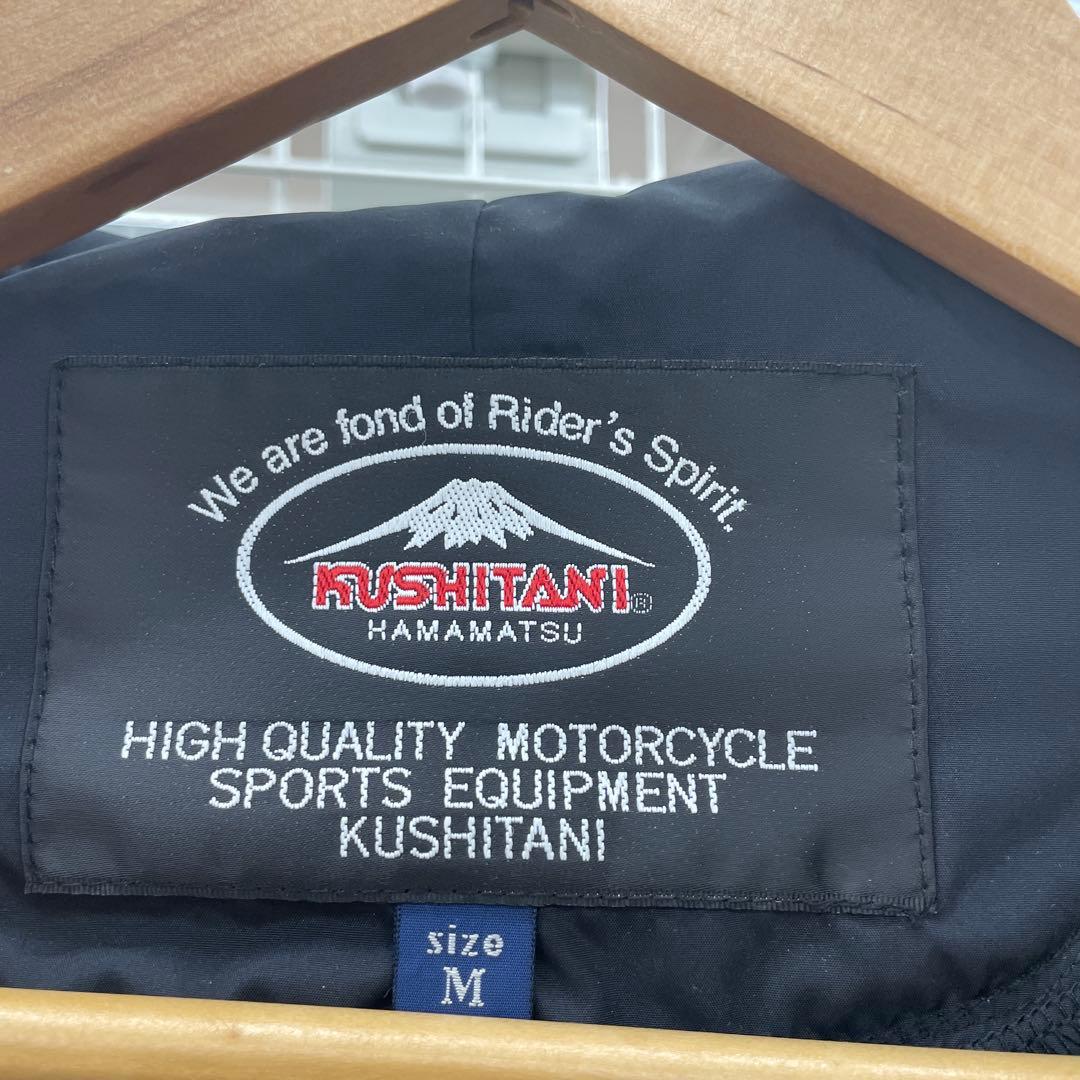 We are fond of Rider's Spirit.
KUSHITANI®
HAMAMATSU
HIGH QUALITY MOTORCYCLE
SPORTS EQUIPMENT
KUSHITANI
size
M